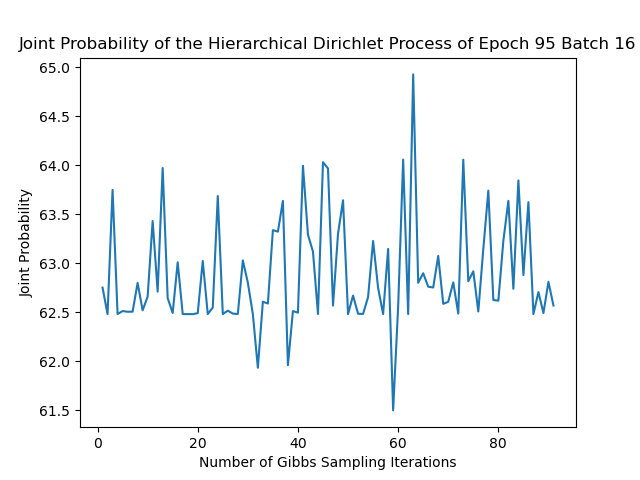 Joint Probability of the Hierarchical Dirichlet Process of Epoch 95 Batch 16
65.0
64.5
64.0
63.5
63.0
62.5
62.0
61.5
Joint Probability
0 20 40 60 80
Number of Gibbs Sampling Iterations